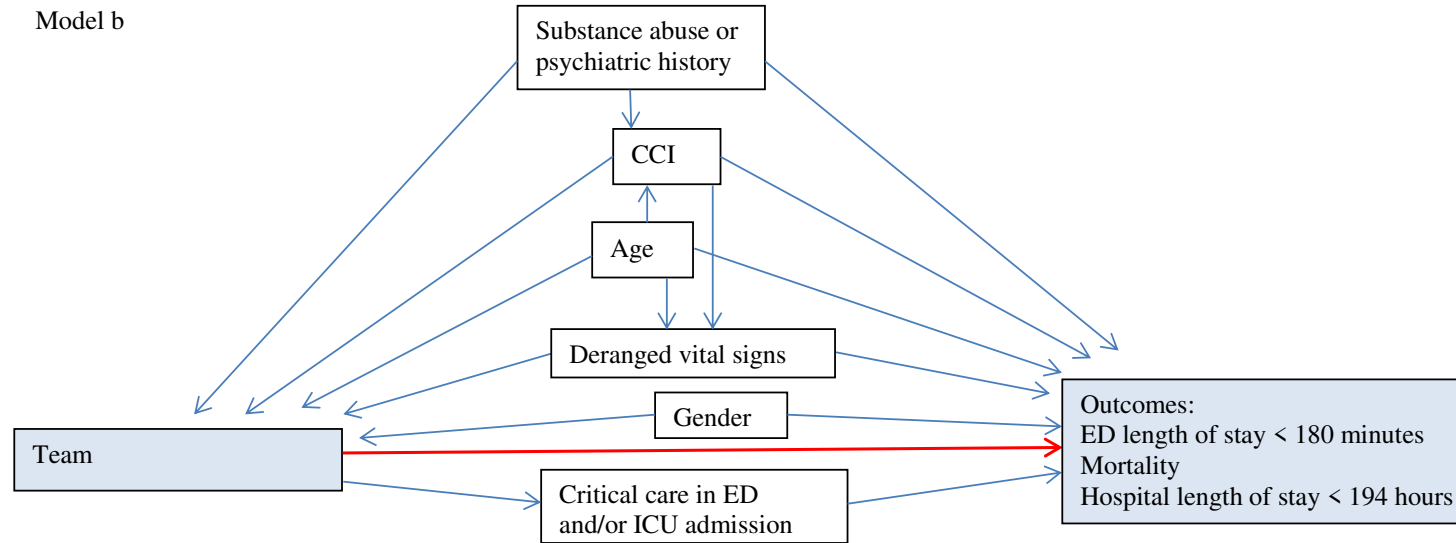 Model b
Substance abuse or
psychiatric history
CCI
Age
Deranged vital signs
Gender
Team
Critical care in ED
and/or ICU admission
Outcomes:
ED length of stay < 180 minutes
Mortality
Hospital length of stay < 194 hours